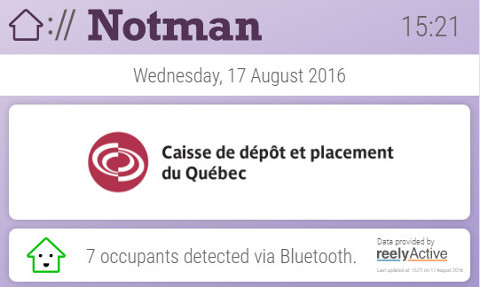 :// Notman 15:21
Wednesday, 17 August 2016
Caisse de dépôt et placement
du Québec
7 occupants detected via Bluetooth.
Data provided by
reelyActive
Last updated at 15:21 on 17 August 2016